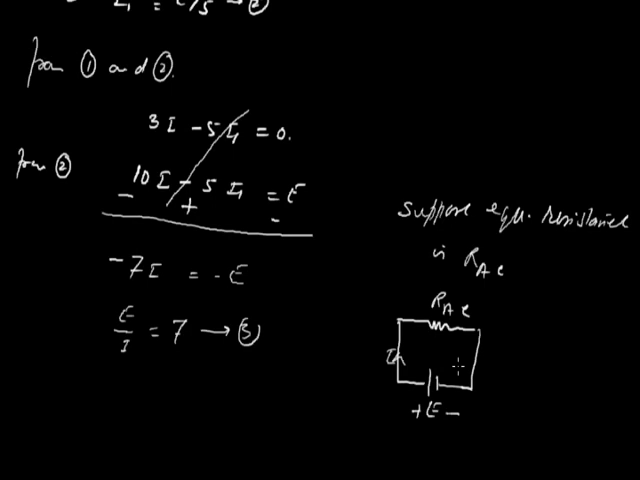 from ① and ②.
3I - 5I₁ = 0.
from ②
10I - 5I₁ = E
- + -
-7I = -E
E/I = 7 → ③
Suppose equ. resistance
is R_AC
R_AC
I
+E-